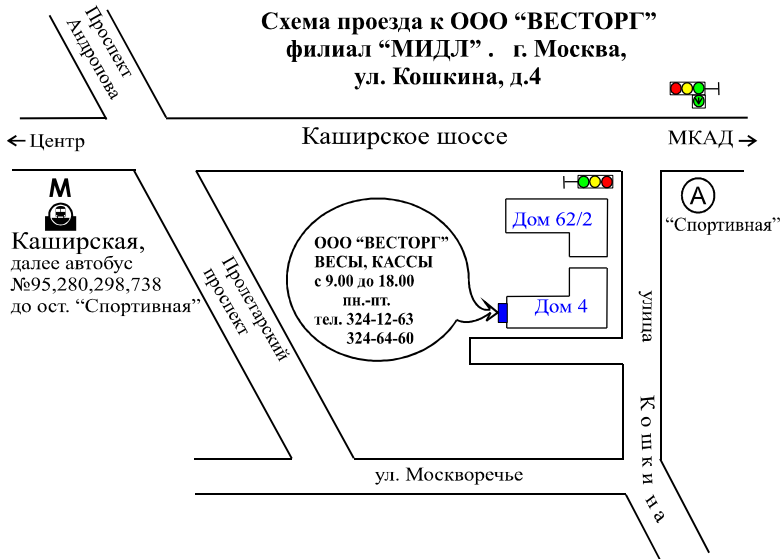 Схема проезда к ООО “ВЕСТОРГ”
филиал “МИДЛ” .   г. Москва,
ул. Кошкина, д.4
Проспект
Андропова
← Центр
Каширское шоссе
МКАД →
М
Каширская,
далее автобус
№95,280,298,738
до ост. “Спортивная”
Пролетарский
проспект
ООО “ВЕСТОРГ”
ВЕСЫ, КАССЫ
с 9.00 до 18.00
пн.-пт.
тел. 324-12-63
324-64-60
Дом 62/2
Дом 4
А
“Спортивная”
улица
Кошкина
ул. Москворечье